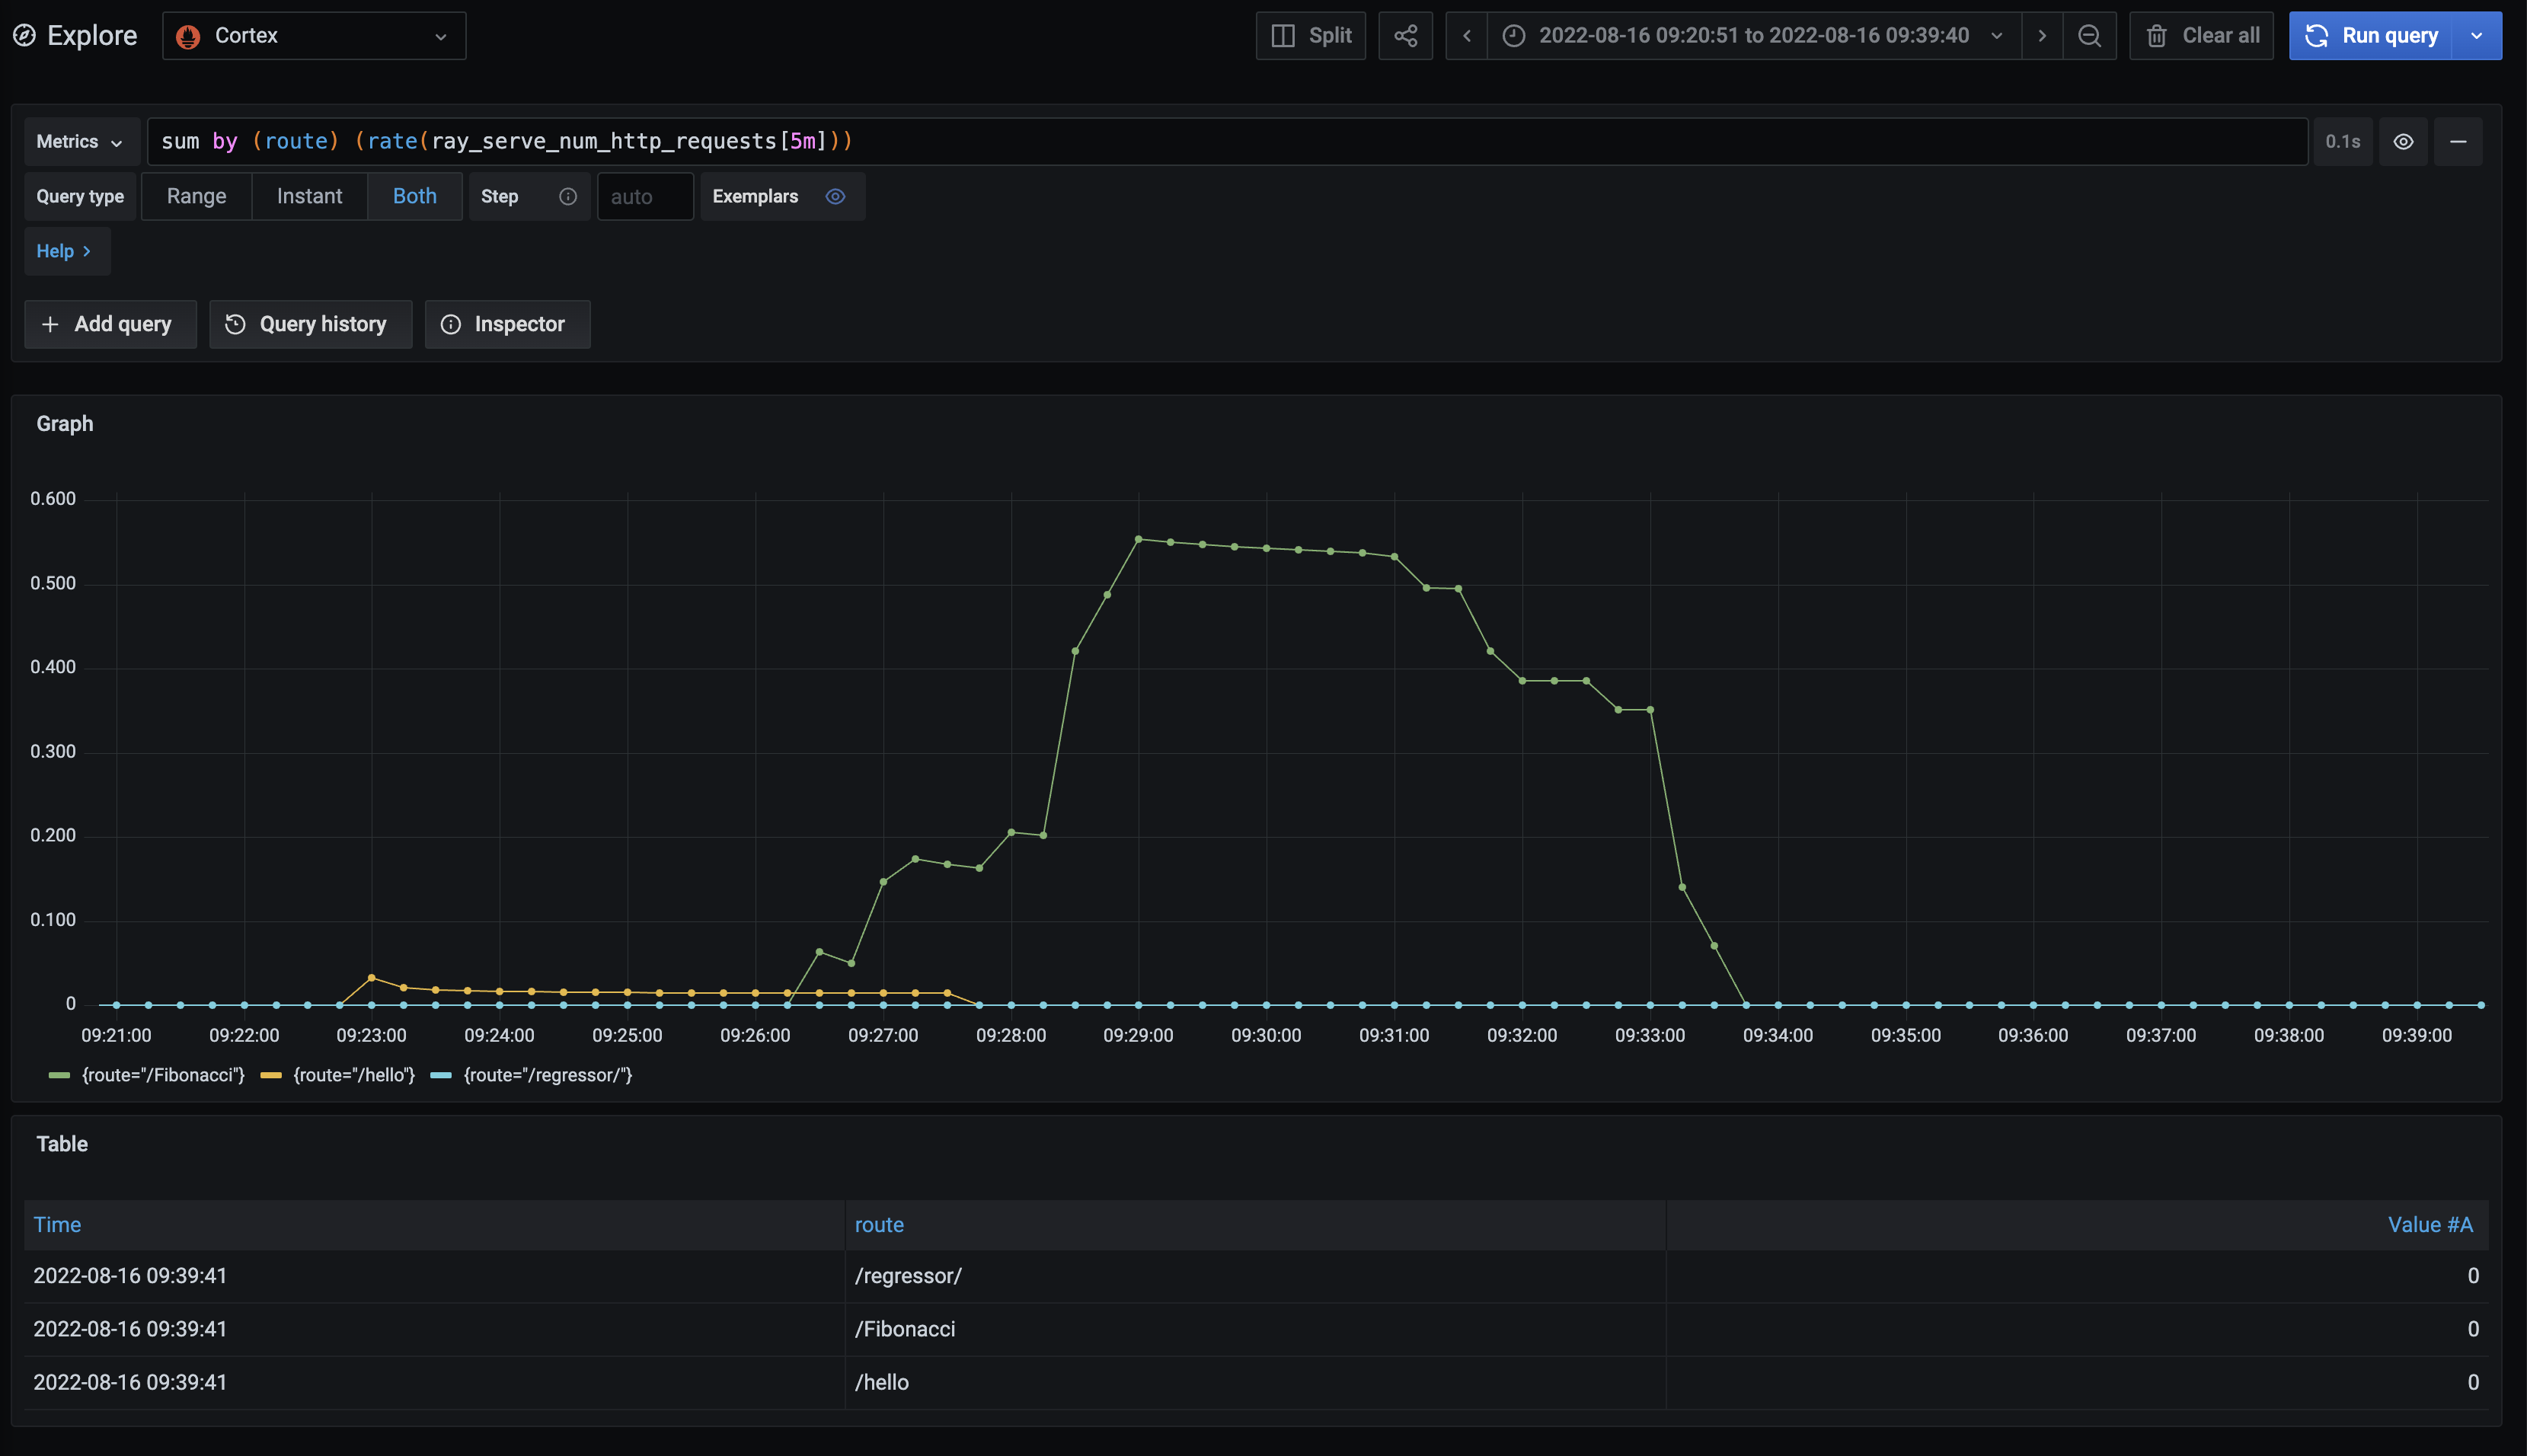 Explore Cortex Split 2022-08-16 09:20:51 to 2022-08-16 09:39:40 Clear all Run query
Metrics sum by (route) (rate(ray_serve_num_http_requests[5m])) 0.1s
Query type Range Instant Both Step auto Exemplars
Help
Add query Query history Inspector
Graph
0.600
0.500
0.400
0.300
0.200
0.100
0
09:21:00 09:22:00 09:23:00 09:24:00 09:25:00 09:26:00 09:27:00 09:28:00 09:29:00 09:30:00 09:31:00 09:32:00 09:33:00 09:34:00 09:35:00 09:36:00 09:37:00 09:38:00 09:39:00
{route="/Fibonacci"} {route="/hello"} {route="/regressor/"}
Table
Time route Value #A
2022-08-16 09:39:41 /regressor/ 0
2022-08-16 09:39:41 /Fibonacci 0
2022-08-16 09:39:41 /hello 0